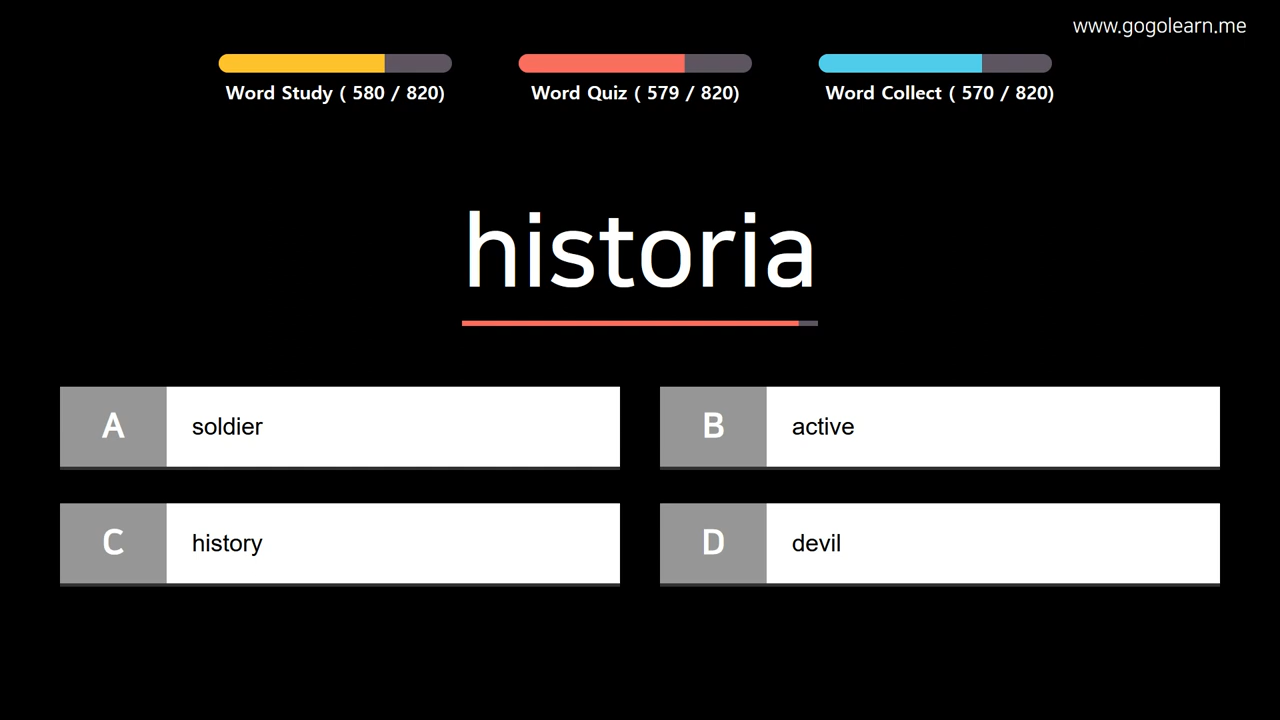 www.gogolearn.me
Word Study ( 580 / 820)
Word Quiz ( 579 / 820)
Word Collect ( 570 / 820)
historia
A soldier
B active
C history
D devil